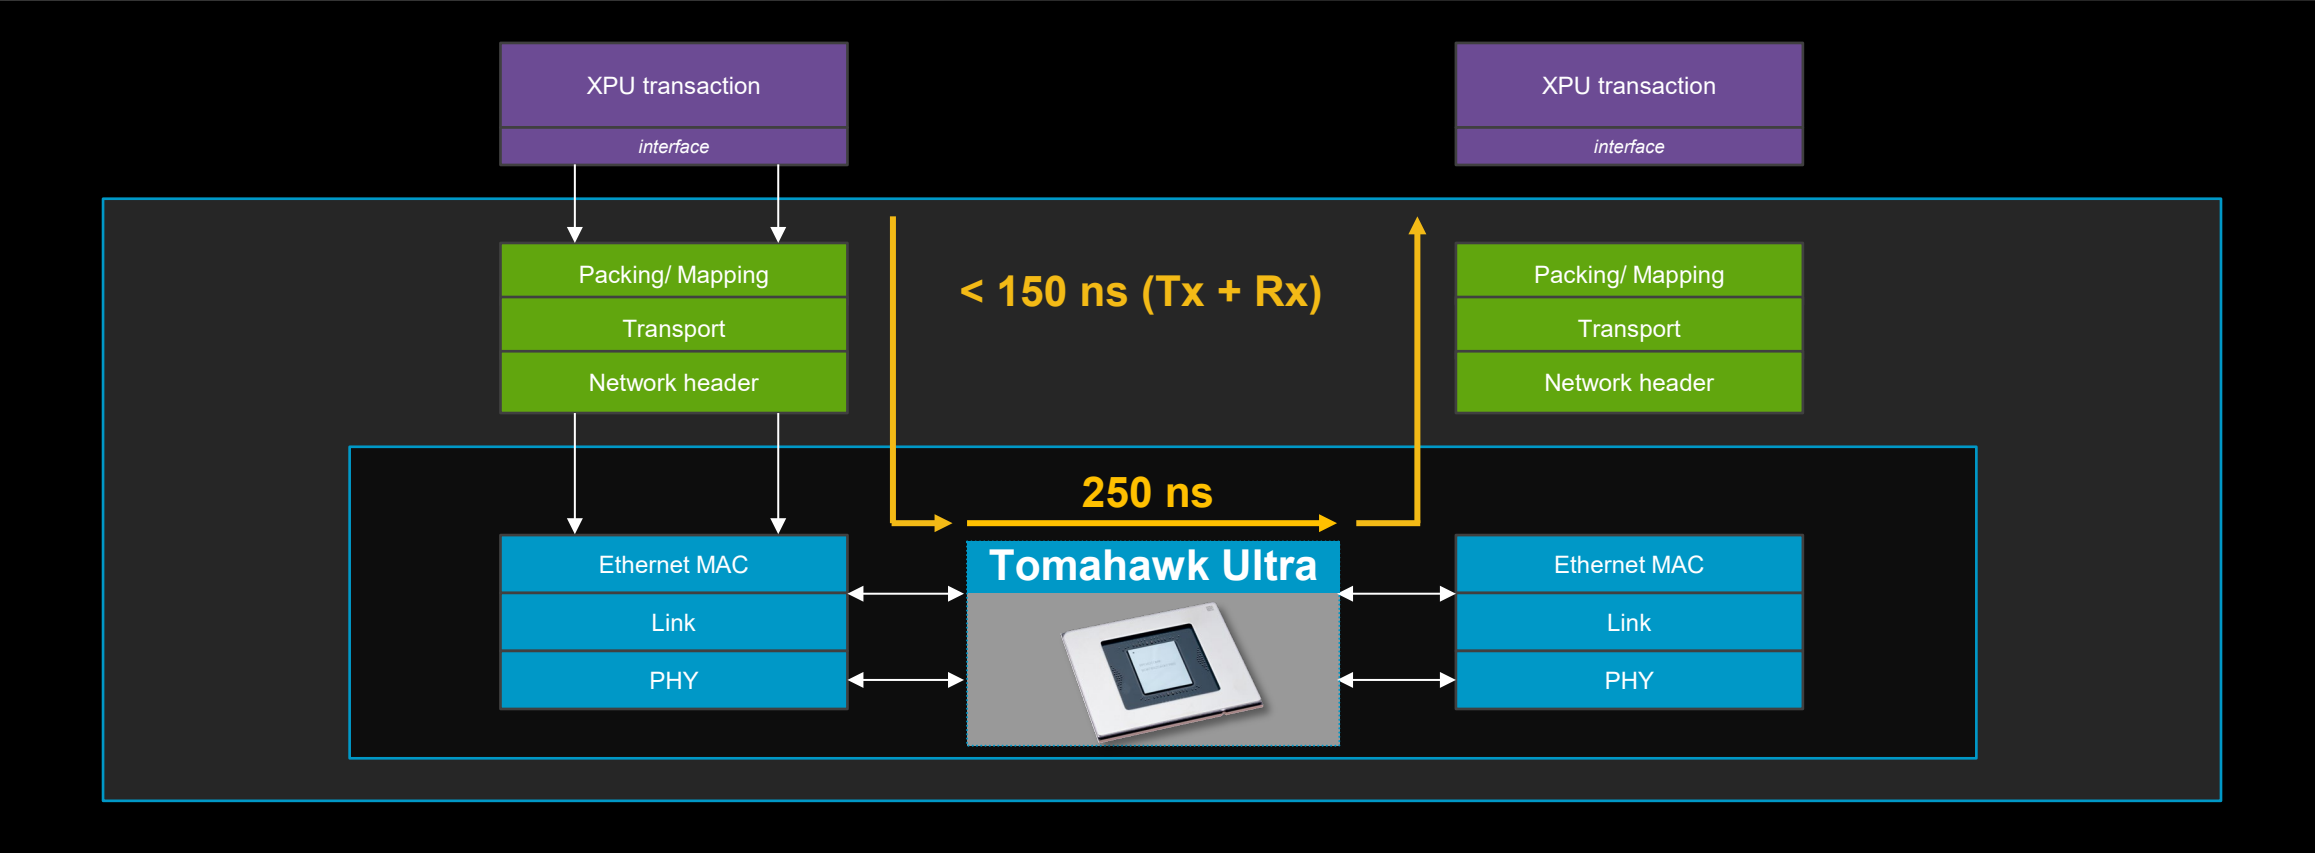 XPU transaction
interface
XPU transaction
interface
Packing/ Mapping
Transport
Network header
< 150 ns (Tx + Rx)
Packing/ Mapping
Transport
Network header
250 ns
Ethernet MAC
Link
PHY
Tomahawk Ultra
Ethernet MAC
Link
PHY